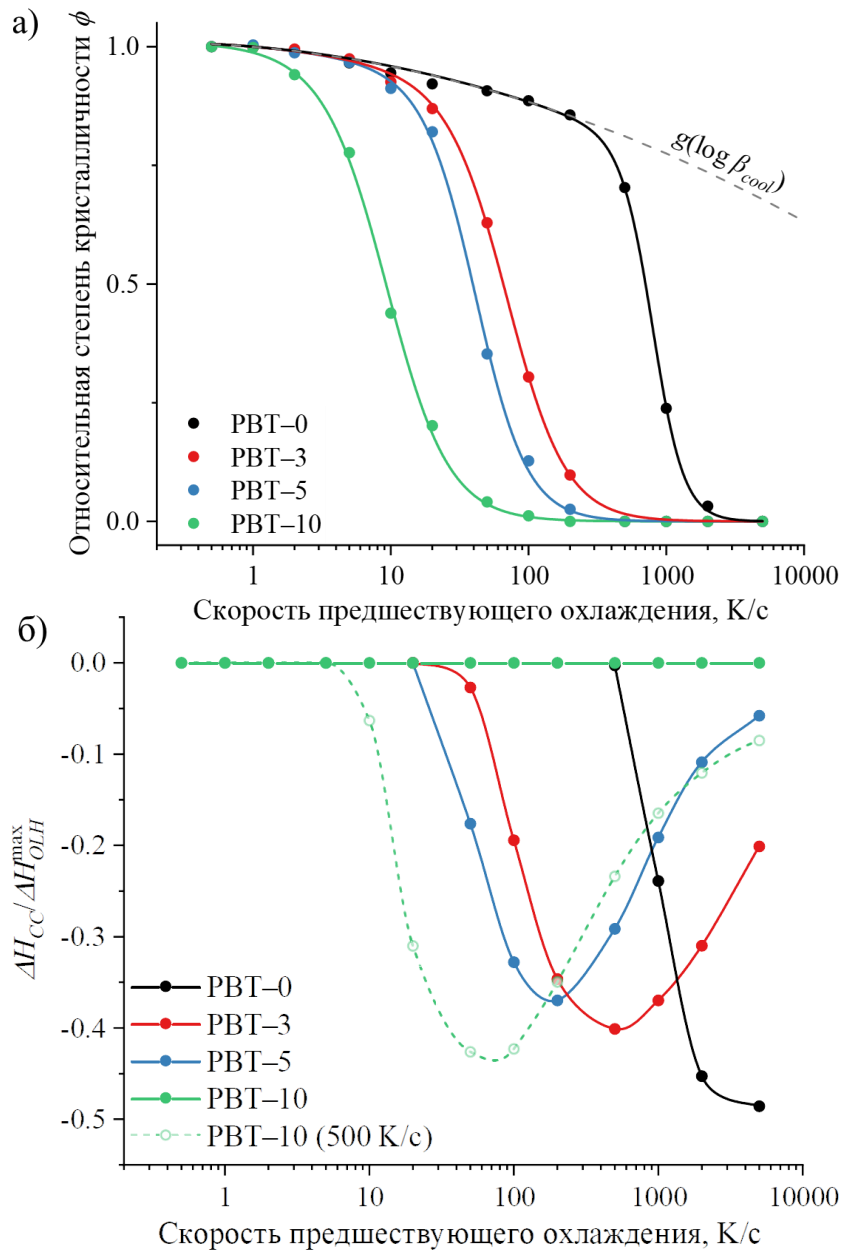 а)
Относительная степень кристалличности ϕ
1.0
0.5
0.0
g(log β_cool)
PBT–0
PBT–3
PBT–5
PBT–10
1 10 100 1000 10000
Скорость предшествующего охлаждения, К/с
б)
ΔH_CC/ΔH_OLH^max
0.0
-0.1
-0.2
-0.3
-0.4
-0.5
PBT–0
PBT–3
PBT–5
PBT–10
PBT–10 (500 К/с)
1 10 100 1000 10000
Скорость предшествующего охлаждения, К/с